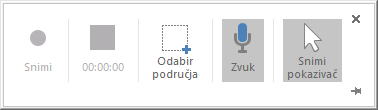 Snimi
00:00:00
Odabir
područja
Zvuk
Snimi
pokazivač